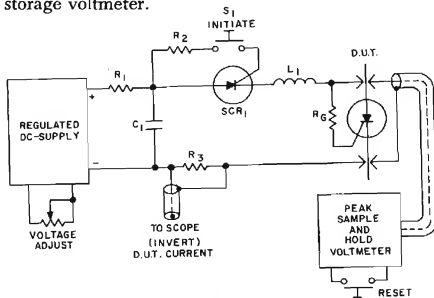 storage voltmeter.
S1
INITIATE
R2
D.U.T.
R1
L1
+
SCR1
REGULATED
DC-SUPPLY
C1
RG
−
R3
VOLTAGE
ADJUST
TO SCOPE
(INVERT)
D.U.T. CURRENT
PEAK
SAMPLE
AND
HOLD
VOLTMETER
RESET